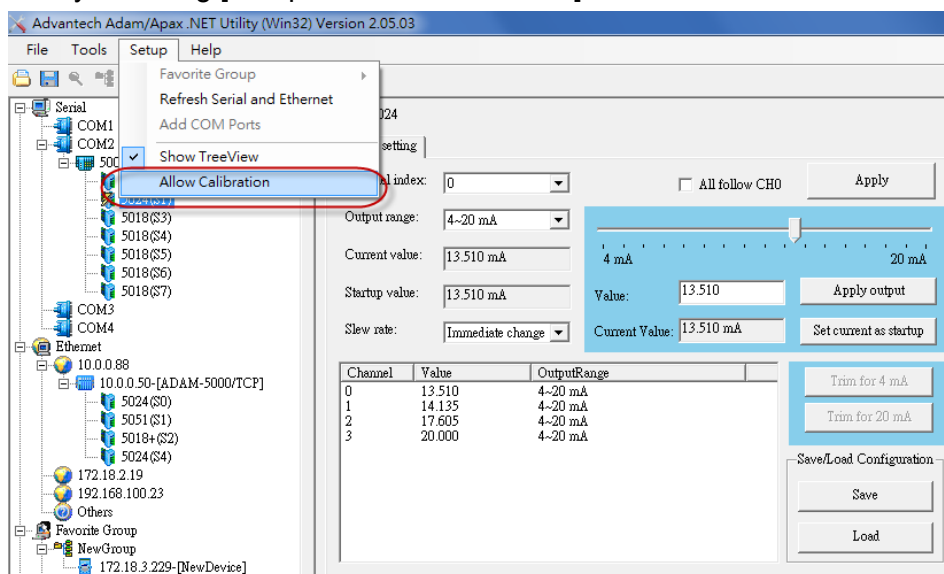 Advantech Adam/Apax .NET Utility (Win32) Version 2.05.03
File Tools Setup Help
Favorite Group
Refresh Serial and Ethernet
Add COM Ports
Show TreeView
Allow Calibration
Serial
COM1
COM2
5024(S1)
5018(S3)
5018(S4)
5018(S5)
5018(S6)
5018(S7)
COM3
COM4
Ethernet
10.0.0.88
10.0.0.50-[ADAM-5000/TCP]
5024(S0)
5051(S1)
5018+(S2)
5024(S4)
172.18.2.19
192.168.100.23
Others
Favorite Group
NewGroup
172.18.3.229-[NewDevice]
setting
index: 0
All follow CH0
Apply
Output range: 4~20 mA
Current value: 13.510 mA
Startup value: 13.510 mA
Slew rate: Immediate change
4 mA 20 mA
Value: 13.510 Apply output
Current Value: 13.510 mA Set current as startup
Channel Value OutputRange
0 13.510 4~20 mA
1 14.135 4~20 mA
2 17.605 4~20 mA
3 20.000 4~20 mA
Trim for 4 mA
Trim for 20 mA
Save/Load Configuration
Save
Load